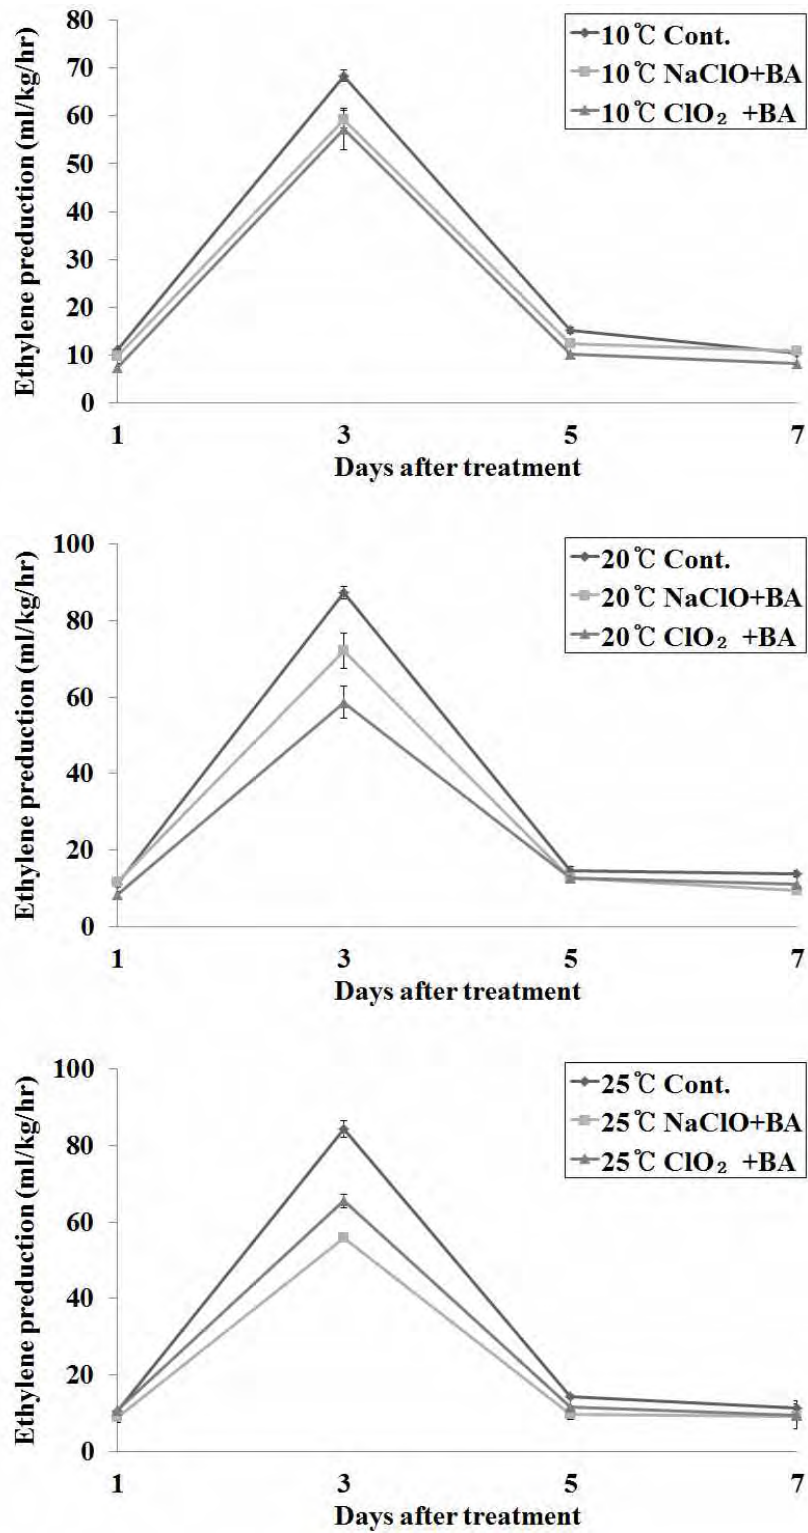 Ethylene preduction (ml/kg/hr)
80
70
60
50
40
30
20
10
0
10℃ Cont.
10℃ NaClO+BA
10℃ ClO₂ +BA
1 3 5 7
Days after treatment
Ethylene preduction (ml/kg/hr)
100
80
60
40
20
0
20℃ Cont.
20℃ NaClO+BA
20℃ ClO₂ +BA
1 3 5 7
Days after treatment
Ethylene preduction (ml/kg/hr)
100
80
60
40
20
0
25℃ Cont.
25℃ NaClO+BA
25℃ ClO₂ +BA
1 3 5 7
Days after treatment